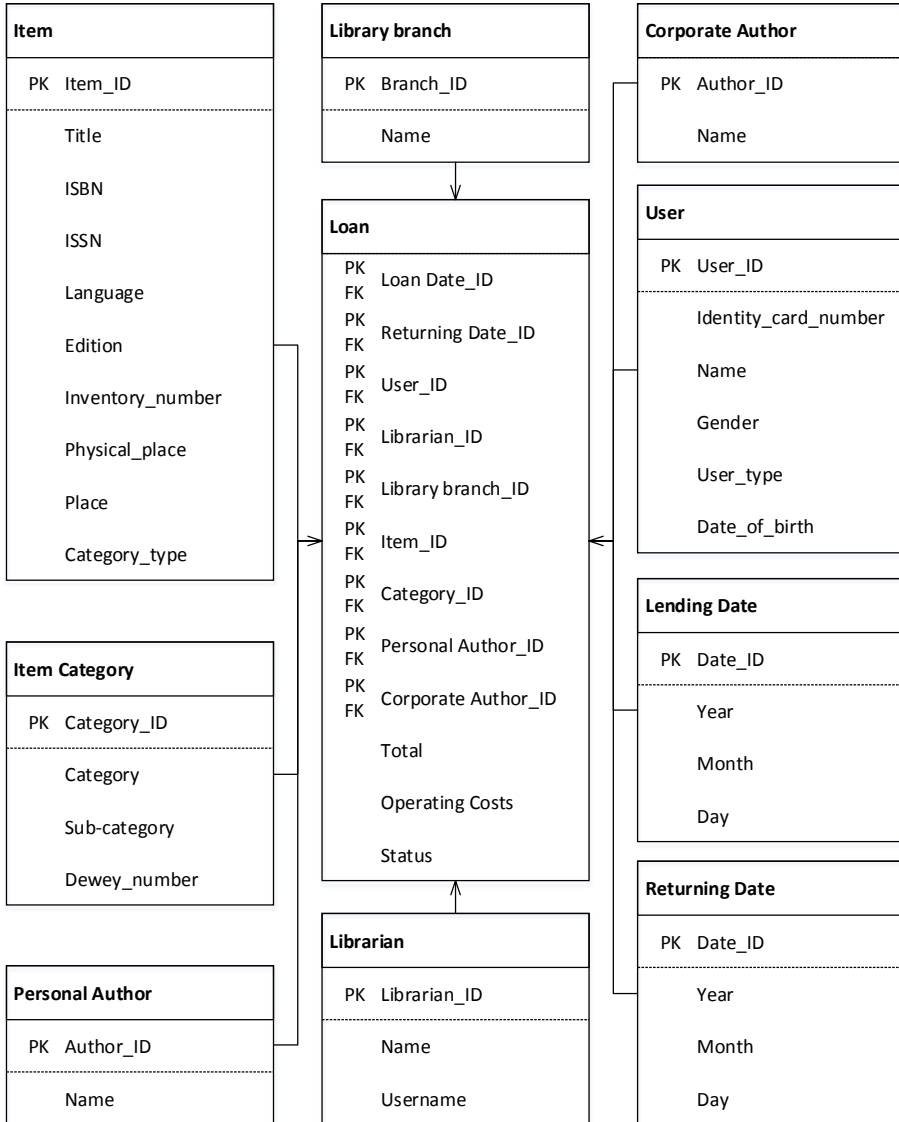 Item
PK Item_ID
Title
ISBN
ISSN
Language
Edition
Inventory_number
Physical_place
Place
Category_type
Item Category
PK Category_ID
Category
Sub-category
Dewey_number
Personal Author
PK Author_ID
Name
Library branch
PK Branch_ID
Name
Loan
PK
FK Loan Date_ID
PK
FK Returning Date_ID
PK
FK User_ID
PK
FK Librarian_ID
PK
FK Library branch_ID
PK
FK Item_ID
PK
FK Category_ID
PK
FK Personal Author_ID
PK
FK Corporate Author_ID
Total
Operating Costs
Status
Librarian
PK Librarian_ID
Name
Username
Corporate Author
PK Author_ID
Name
User
PK User_ID
Identity_card_number
Name
Gender
User_type
Date_of_birth
Lending Date
PK Date_ID
Year
Month
Day
Returning Date
PK Date_ID
Year
Month
Day